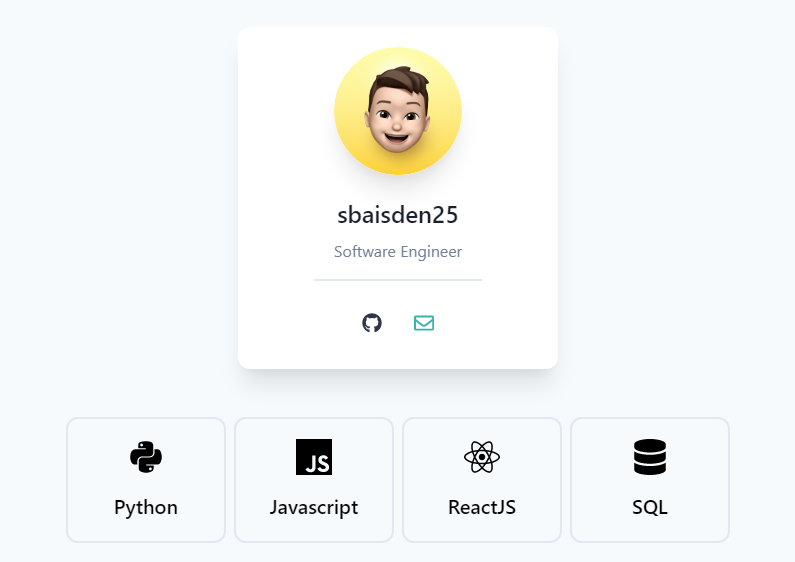 sbaisden25
Software Engineer
JS
Python
Javascript
ReactJS
SQL